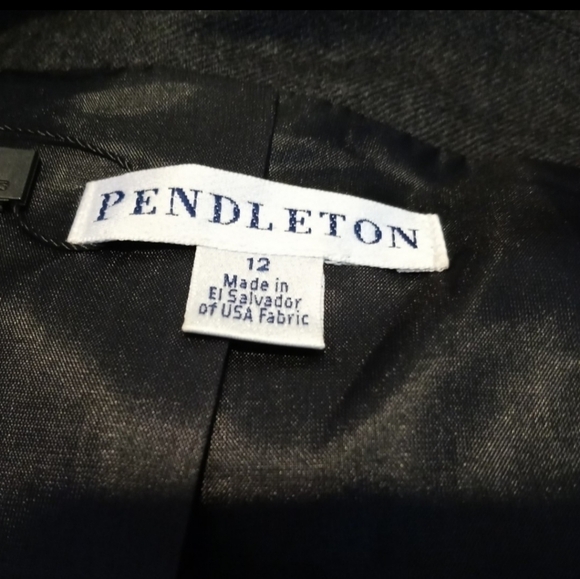 PENDLETON
12
Made in
El Salvador
of USA Fabric